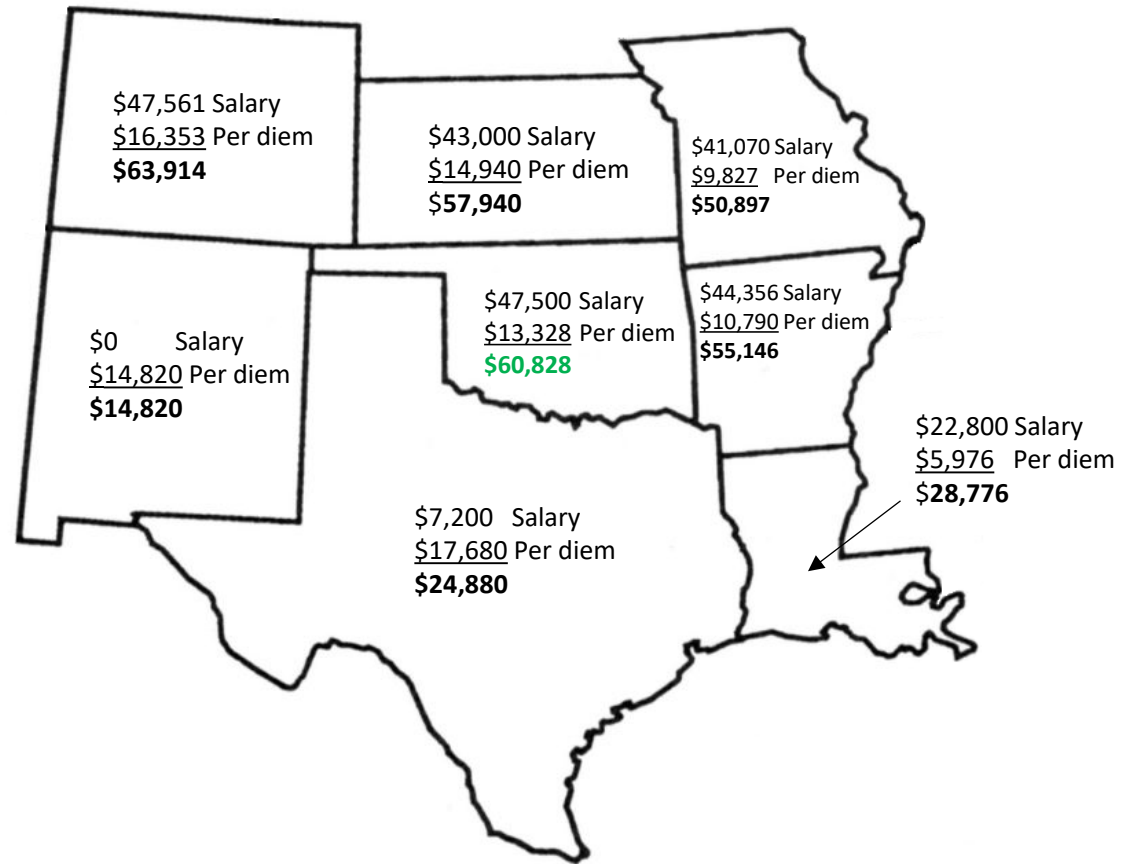 $47,561 Salary
$16,353 Per diem
$63,914
$43,000 Salary
$14,940 Per diem
$57,940
$41,070 Salary
$9,827 Per diem
$50,897
$0 Salary
$14,820 Per diem
$14,820
$47,500 Salary
$13,328 Per diem
$60,828
$44,356 Salary
$10,790 Per diem
$55,146
$22,800 Salary
$5,976 Per diem
$28,776
$7,200 Salary
$17,680 Per diem
$24,880